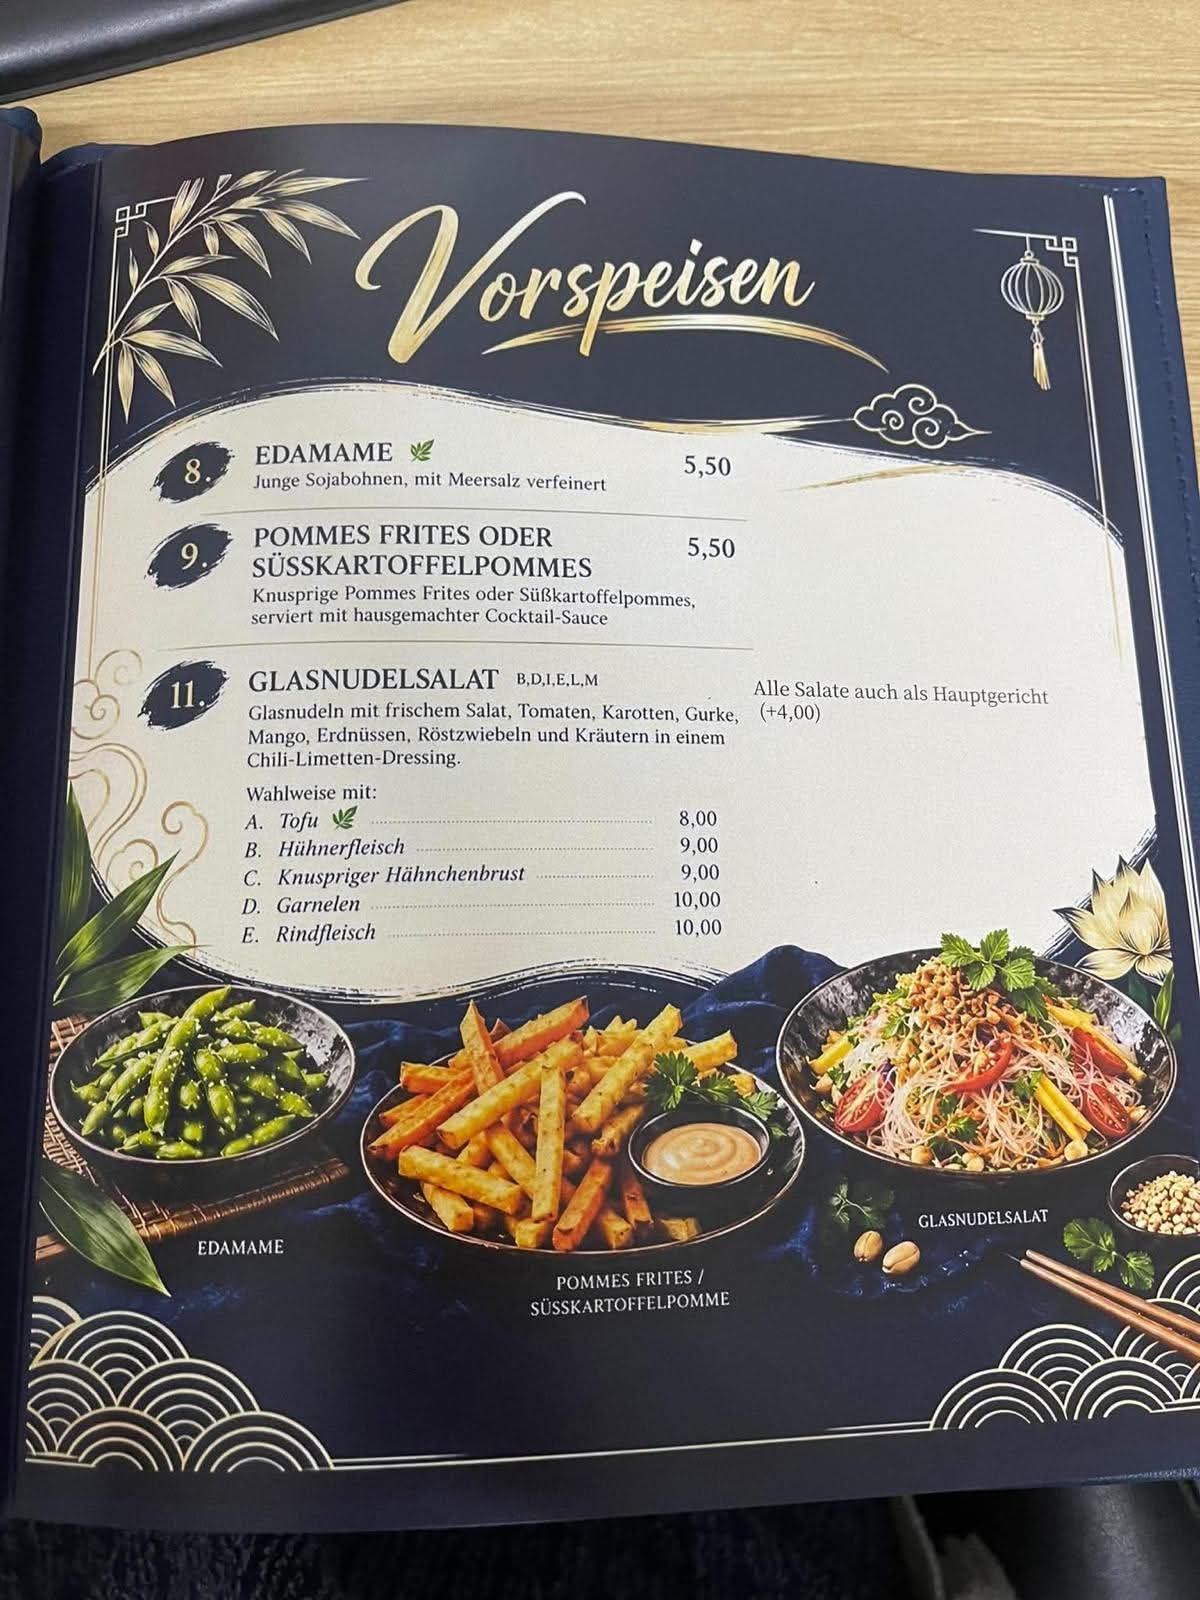 Vorspeisen
8. EDAMAME 5,50
Junge Sojabohnen, mit Meersalz verfeinert
9. POMMES FRITES ODER
SÜSSKARTOFFELPOMMES 5,50
Knusprige Pommes Frites oder Süßkartoffelpommes,
serviert mit hausgemachter Cocktail-Sauce
11. GLASNUDELSALAT B,D,I,E,L,M
Glasnudeln mit frischem Salat, Tomaten, Karotten, Gurke,
Mango, Erdnüssen, Röstzwiebeln und Kräutern in einem
Chili-Limetten-Dressing.
Alle Salate auch als Hauptgericht
(+4,00)
Wahlweise mit:
A. Tofu 8,00
B. Hühnerfleisch 9,00
C. Knuspriger Hähnchenbrust 9,00
D. Garnelen 10,00
E. Rindfleisch 10,00
EDAMAME
POMMES FRITES /
SÜSSKARTOFFELPOMME
GLASNUDELSALAT